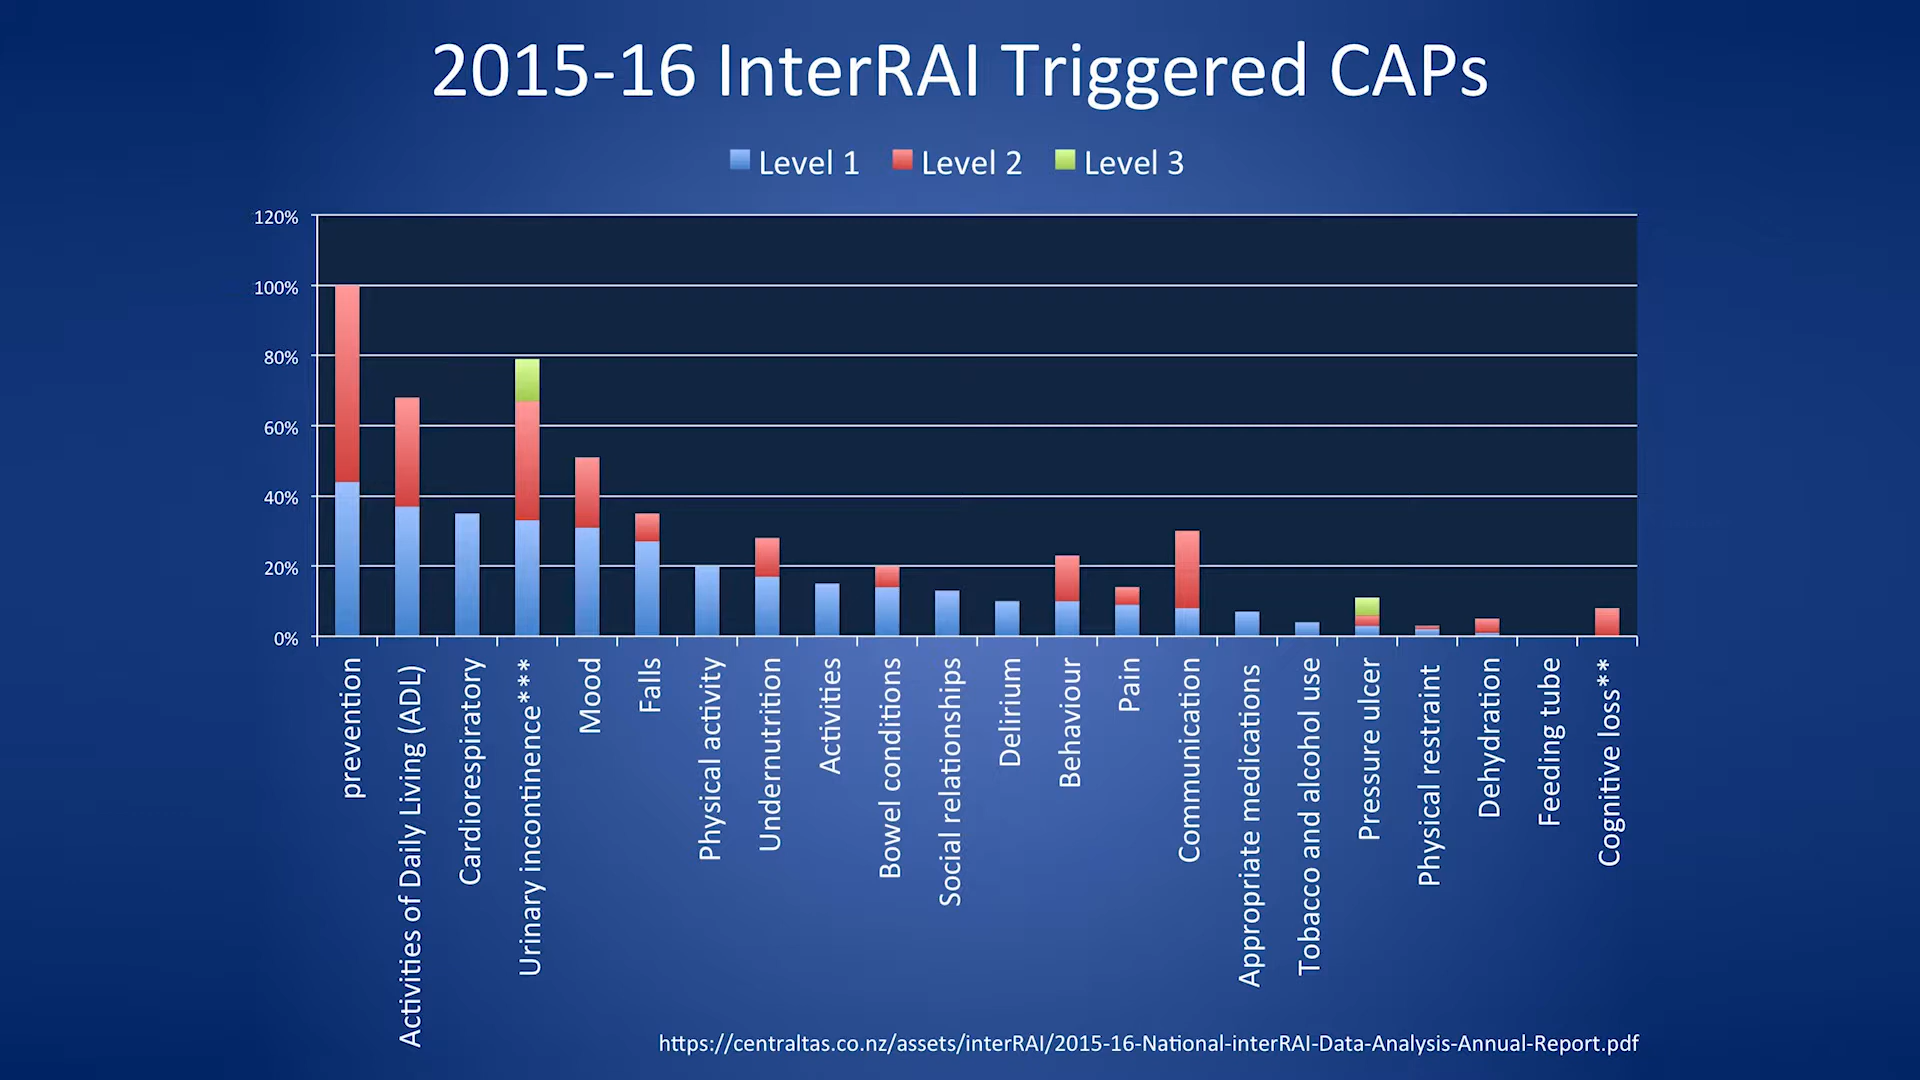 2015-16 InterRAI Triggered CAPs
Level 1 Level 2 Level 3
120%
100%
80%
60%
40%
20%
0%
prevention
Activities of Daily Living (ADL)
Cardiorespiratory
Urinary incontinence***
Mood
Falls
Physical activity
Undernutrition
Activities
Bowel conditions
Social relationships
Delirium
Behaviour
Pain
Communication
Appropriate medications
Tobacco and alcohol use
Pressure ulcer
Physical restraint
Dehydration
Feeding tube
Cognitive loss**
https://centraltas.co.nz/assets/interRAI/2015-16-National-interRAI-Data-Analysis-Annual-Report.pdf